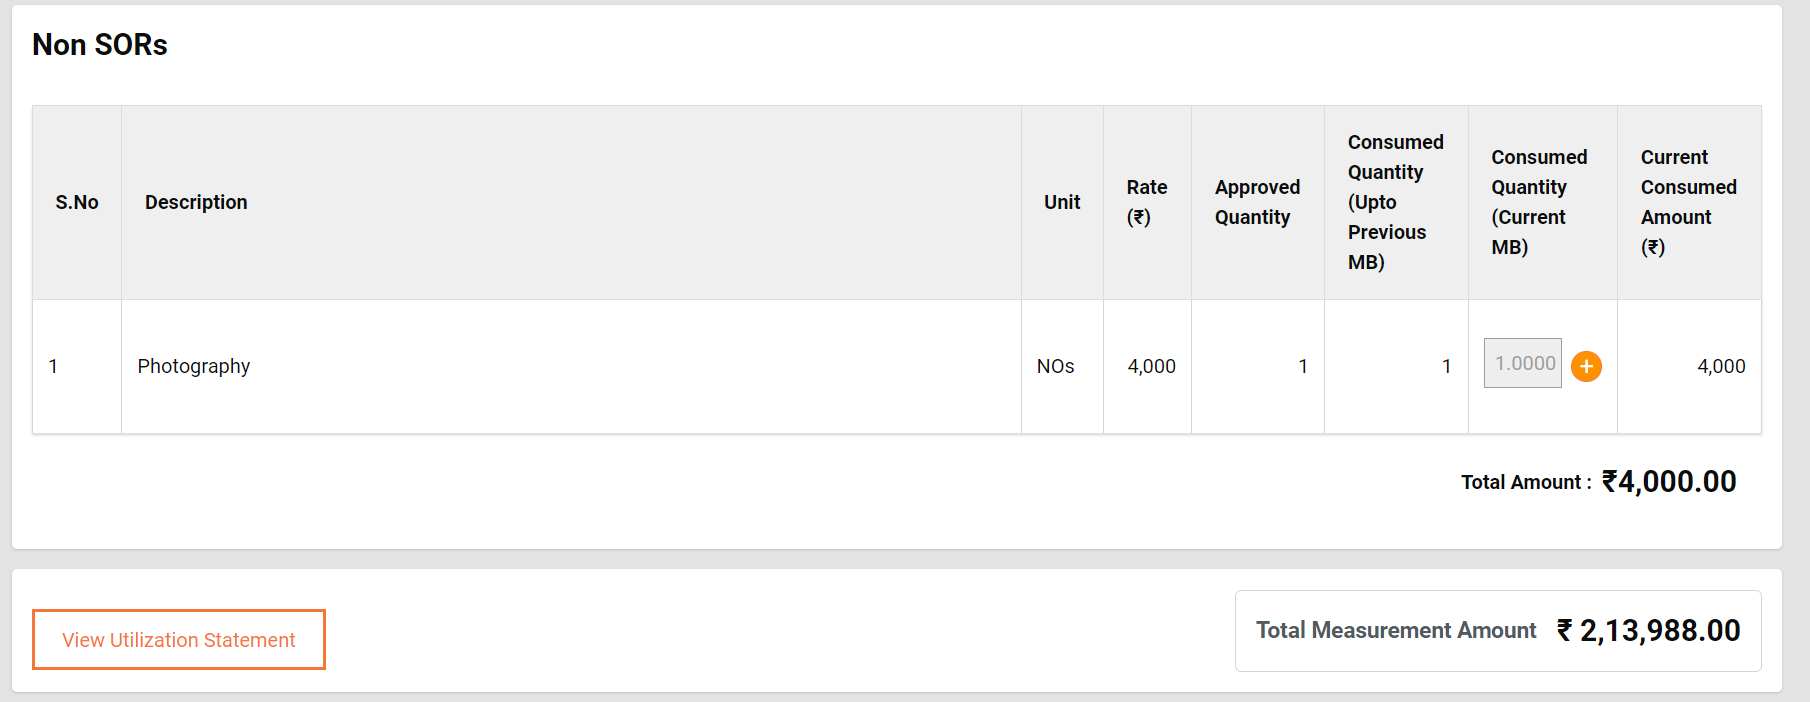 Non SORs
S.No Description Unit Rate (₹) Approved Quantity Consumed Quantity (Upto Previous MB) Consumed Quantity (Current MB) Current Consumed Amount (₹)
1 Photography NOs 4,000 1 1 1.0000 + 4,000
Total Amount : ₹4,000.00
View Utilization Statement
Total Measurement Amount ₹ 2,13,988.00